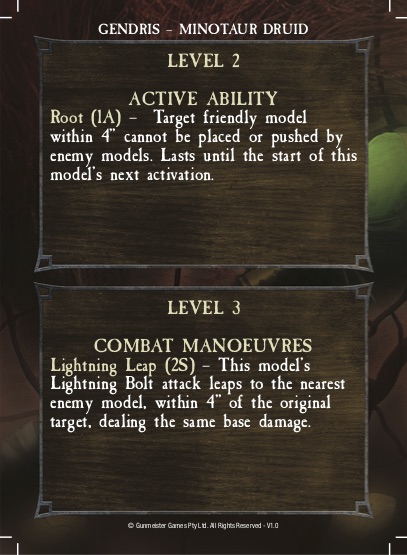 GENDRIS – MINOTAUR DRUID
LEVEL 2
ACTIVE ABILITY
Root (1A) – Target friendly model
within 4” cannot be placed or pushed by
enemy models. Lasts until the start of this
model's next activation.
LEVEL 3
COMBAT MANOEUVRES
Lightning Leap (2S) – This model's
Lightning Bolt attack leaps to the nearest
enemy model, within 4” of the original
target, dealing the same base damage.
© Gunmeister Games Pty Ltd. All Rights Reserved - V1.0